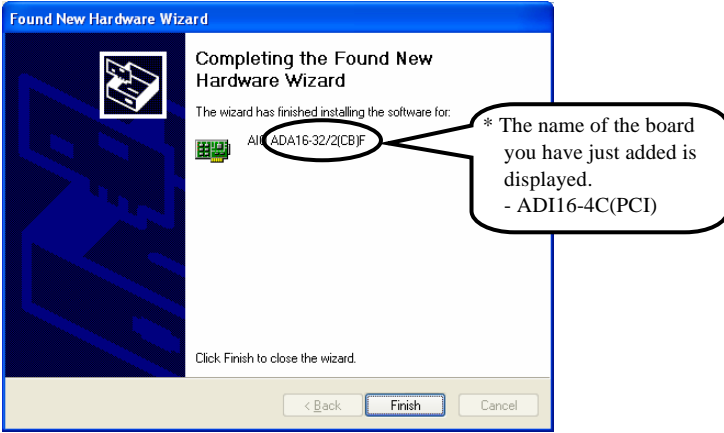 Found New Hardware Wizard
Completing the Found New
Hardware Wizard
The wizard has finished installing the software for:
AIO ADA16-32/2(CB)F
* The name of the board
you have just added is
displayed.
- ADI16-4C(PCI)
Click Finish to close the wizard.
< Back
Finish
Cancel